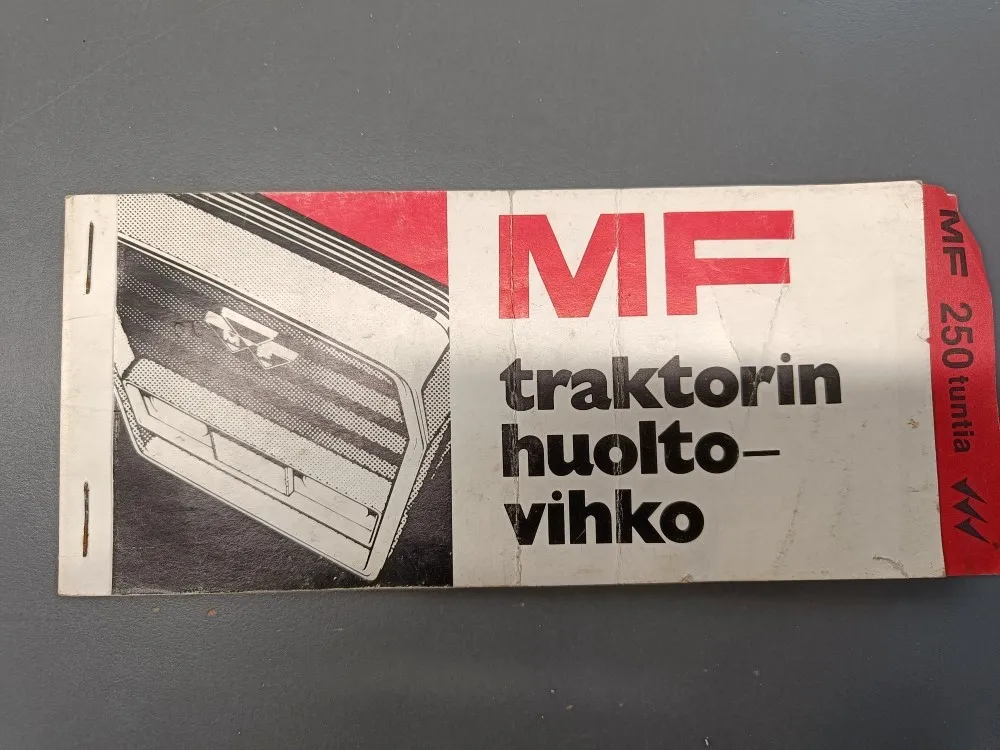 MF
traktorin
huolto–
vihko
MF 250 tuntia